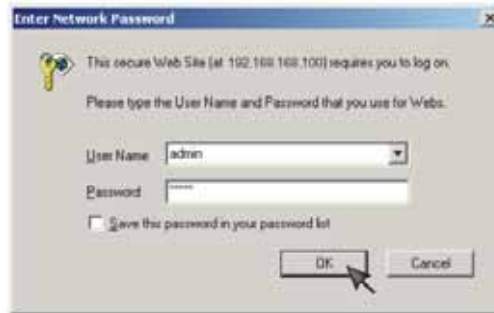 Enter Network Password
This secure Web Site (at 192.168.168.100) requires you to log on.
Please type the User Name and Password that you use for Webs.
User Name admin
Password *****
Save this password in your password list
OK Cancel